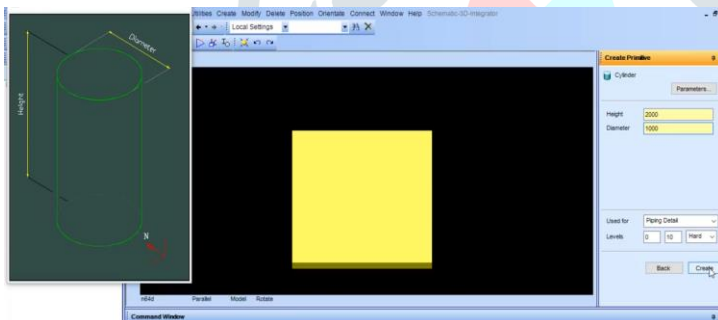 Utilities Create Modify Delete Position Orientate Connect Window Help Schematic-3D-Integrator
Local Settings
Diameter
Height
N
Create Primitive
Cylinder
Parameters...
Height 2000
Diameter 1000
Used for Piping Detail
Levels 0 10 Hard
Back Create
Parallel Model Rotate
Command Window